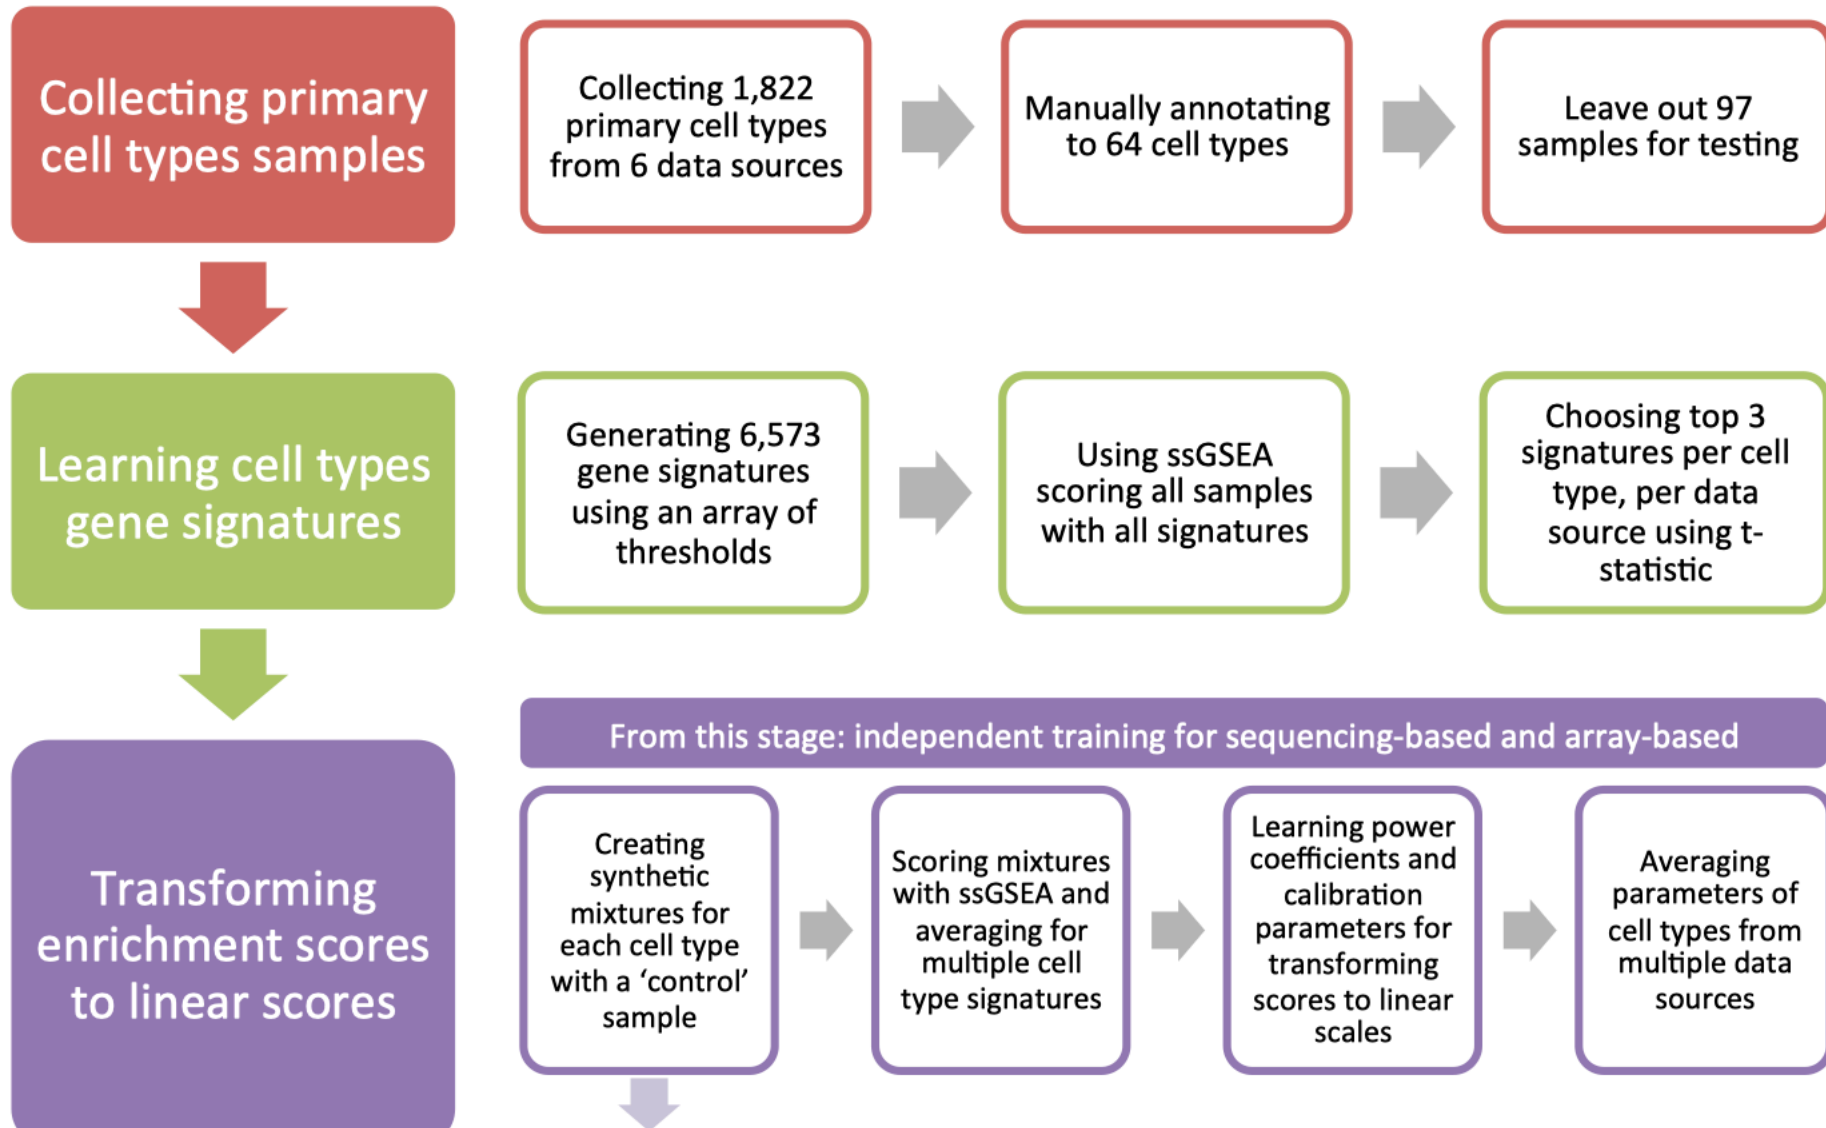 Collecting primary
cell types samples
Collecting 1,822
primary cell types
from 6 data sources
Manually annotating
to 64 cell types
Leave out 97
samples for testing
Learning cell types
gene signatures
Generating 6,573
gene signatures
using an array of
thresholds
Using ssGSEA
scoring all samples
with all signatures
Choosing top 3
signatures per cell
type, per data
source using t-
statistic
Transforming
enrichment scores
to linear scores
From this stage: independent training for sequencing-based and array-based
Creating
synthetic
mixtures for
each cell type
with a ‘control’
sample
Scoring mixtures
with ssGSEA and
averaging for
multiple cell
type signatures
Learning power
coefficients and
calibration
parameters for
transforming
scores to linear
scales
Averaging
parameters of
cell types from
multiple data
sources